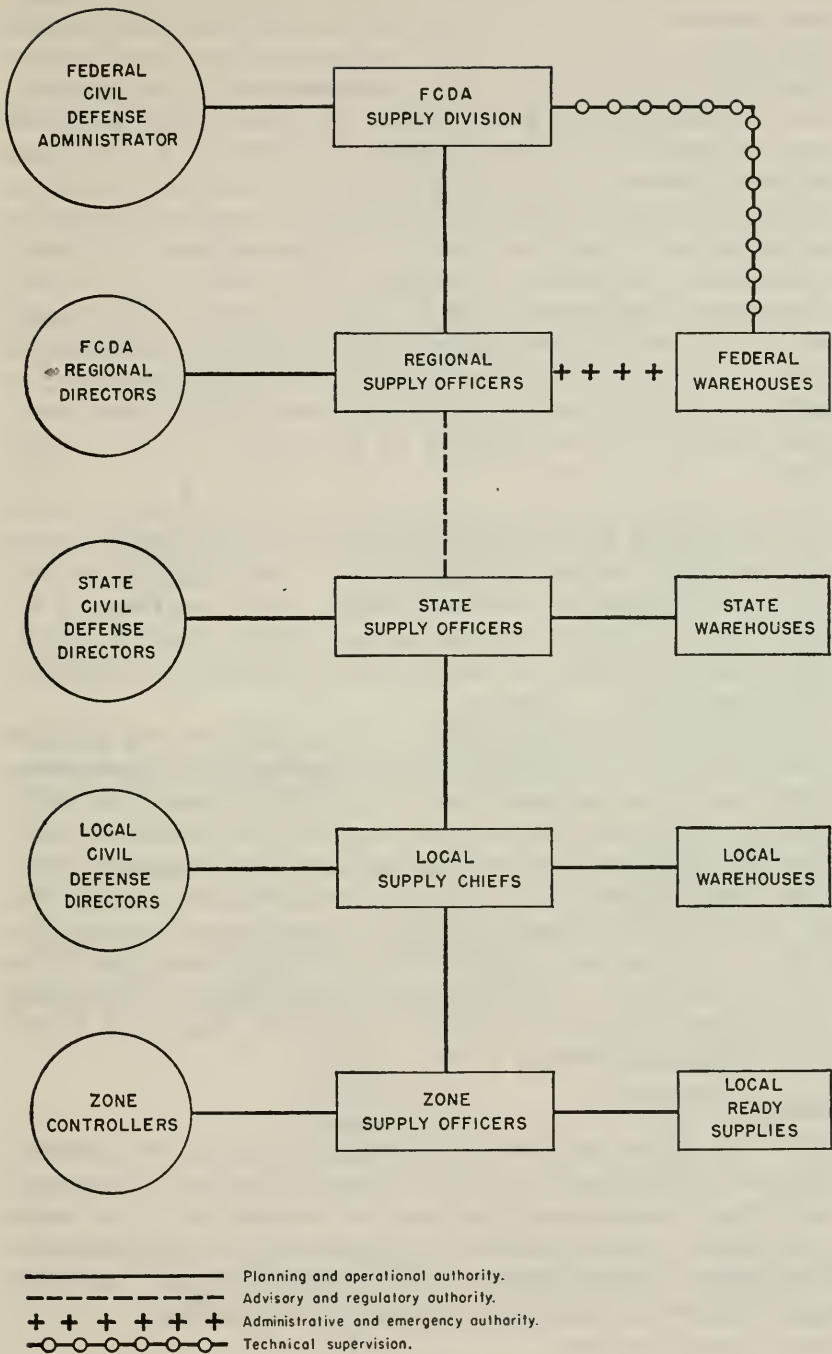 FEDERAL
CIVIL
DEFENSE
ADMINISTRATOR
FCDA
SUPPLY DIVISION
FCDA
REGIONAL
DIRECTORS
REGIONAL
SUPPLY OFFICERS
FEDERAL
WAREHOUSES
STATE
CIVIL
DEFENSE
DIRECTORS
STATE
SUPPLY OFFICERS
STATE
WAREHOUSES
LOCAL
CIVIL
DEFENSE
DIRECTORS
LOCAL
SUPPLY CHIEFS
LOCAL
WAREHOUSES
ZONE
CONTROLLERS
ZONE
SUPPLY OFFICERS
LOCAL
READY
SUPPLIES
Planning and operational authority.
Advisory and regulatory authority.
Administrative and emergency authority.
Technical supervision.